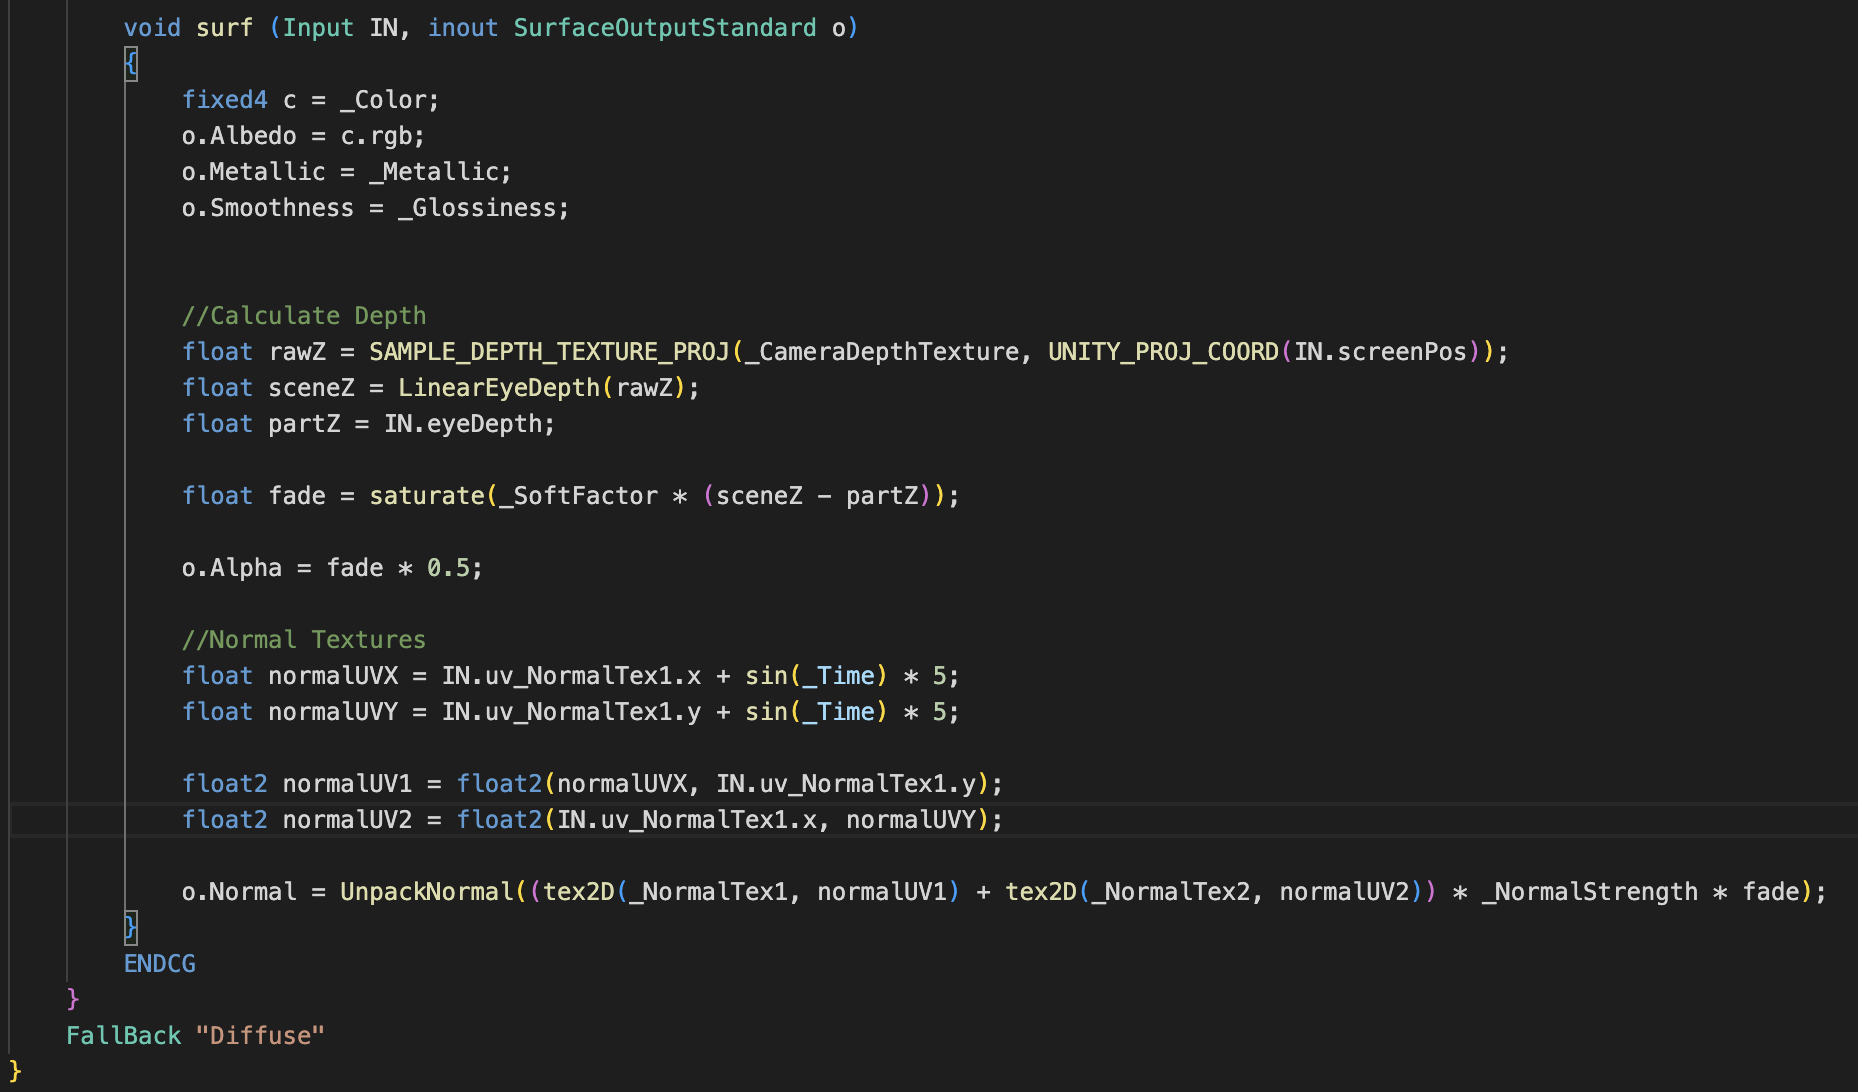 void surf (Input IN, inout SurfaceOutputStandard o)
{
fixed4 c = _Color;
o.Albedo = c.rgb;
o.Metallic = _Metallic;
o.Smoothness = _Glossiness;
//Calculate Depth
float rawZ = SAMPLE_DEPTH_TEXTURE_PROJ(_CameraDepthTexture, UNITY_PROJ_COORD(IN.screenPos));
float sceneZ = LinearEyeDepth(rawZ);
float partZ = IN.eyeDepth;
float fade = saturate(_SoftFactor * (sceneZ - partZ));
o.Alpha = fade * 0.5;
//Normal Textures
float normalUVX = IN.uv_NormalTex1.x + sin(_Time) * 5;
float normalUVY = IN.uv_NormalTex1.y + sin(_Time) * 5;
float2 normalUV1 = float2(normalUVX, IN.uv_NormalTex1.y);
float2 normalUV2 = float2(IN.uv_NormalTex1.x, normalUVY);
o.Normal = UnpackNormal((tex2D(_NormalTex1, normalUV1) + tex2D(_NormalTex2, normalUV2)) * _NormalStrength * fade);
}
ENDCG
}
FallBack "Diffuse"
}